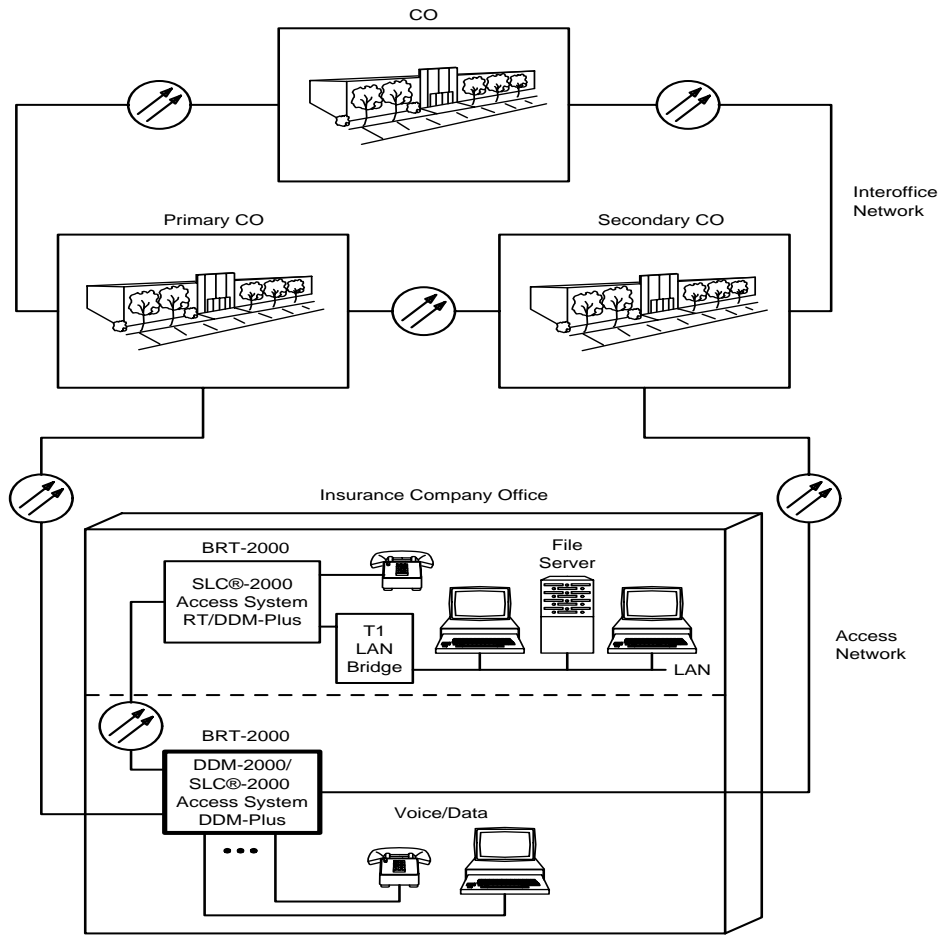 CO
Interoffice
Network
Primary CO
Secondary CO
Insurance Company Office
BRT-2000
File
Server
SLC®-2000
Access System
RT/DDM-Plus
T1
LAN
Bridge
LAN
Access
Network
BRT-2000
DDM-2000/
SLC®-2000
Access System
DDM-Plus
Voice/Data